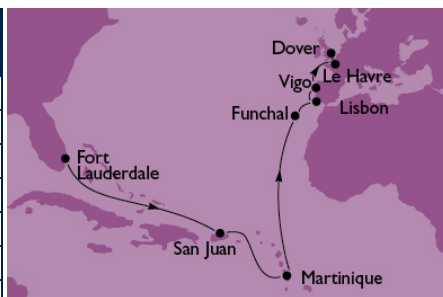 Dover
Le Havre
Vigo
Lisbon
Funchal
Fort
Lauderdale
San Juan
Martinique